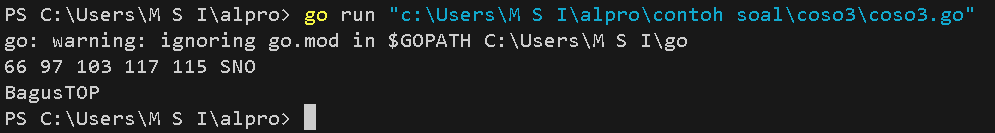 PS C:\Users\M S I\alpro> go run "c:\Users\M S I\alpro\contoh soal\coso3\coso3.go"
go: warning: ignoring go.mod in $GOPATH C:\Users\M S I\go
66 97 103 117 115 SNO
BagusTOP
PS C:\Users\M S I\alpro>